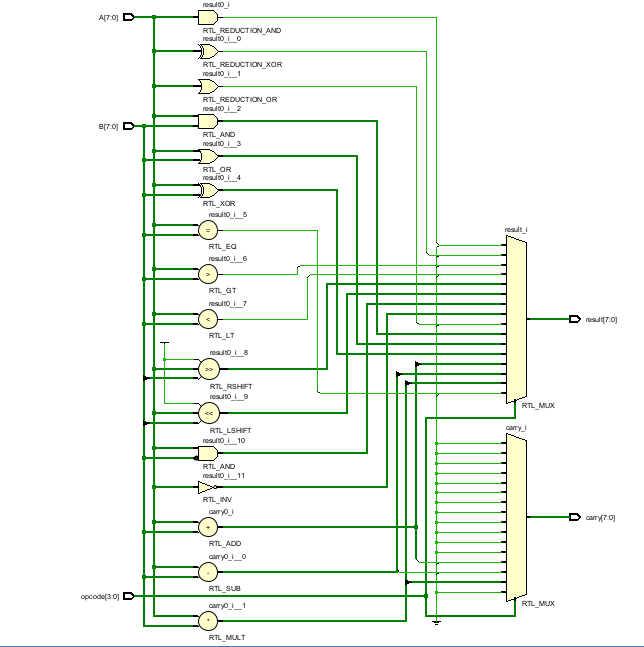 result0_i
A[7:0]
RTL_REDUCTION_AND
result0_i__0
RTL_REDUCTION_XOR
result0_i__1
RTL_REDUCTION_OR
result0_i__2
B[7:0]
RTL_AND
result0_i__3
RTL_OR
result0_i__4
RTL_XOR
result0_i__5
=
RTL_EQ
result_i
result0_i__6
>
RTL_GT
result0_i__7
<
result[7:0]
RTL_LT
result0_i__8
>>
RTL_RSHIFT
result0_i__9
RTL_MUX
<<
RTL_LSHIFT
carry_i
result0_i__10
RTL_AND
result0_i__11
RTL_INV
carry0_i
carry[7:0]
+
RTL_ADD
carry0_i__0
-
RTL_SUB
opcode[3:0]
RTL_MUX
carry0_i__1
*
RTL_MULT